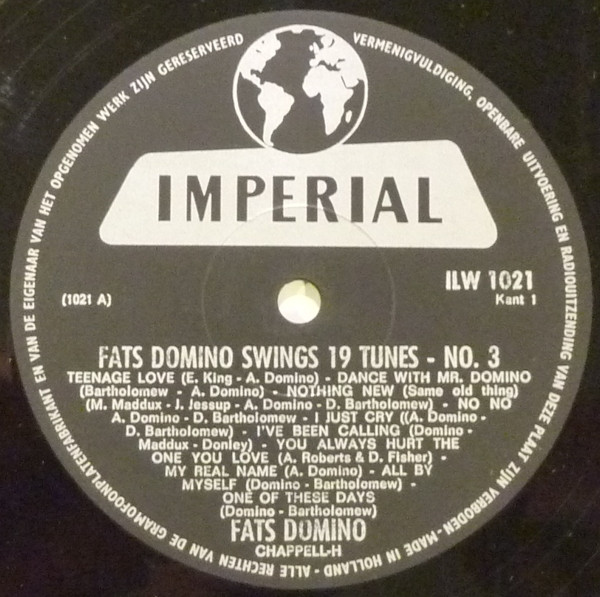 ALLE RECHTEN VAN DE GRAMOFOONPLATENFABRIKANT EN VAN DE EIGENAAR VAN HET OPGENOMEN WERK ZIJN GERESERVEERD
VERMENIGVULDIGING, OPENBARE UITVOERING EN RADIOUITZENDING VAN DEZE PLAAT ZIJN VERBODEN - MADE IN HOLLAND -
IMPERIAL
ILW 1021
(1021 A)
Kant 1
FATS DOMINO SWINGS 19 TUNES - NO. 3
TEENAGE LOVE (E. King - A. Domino) - DANCE WITH MR. DOMINO
(Bartholomew - A. Domino) - NOTHING NEW (Same old thing)
(M. Maddux - J. Jessup - A. Domino - D. Bartholomew) - NO NO
A. Domino - D. Bartholomew) - I JUST CRY (A. Domino -
D. Bartholomew) - I'VE BEEN CALLING (Domino -
Maddux - Donley) - YOU ALWAYS HURT THE
ONE YOU LOVE (A. Roberts & D. Fisher) -
MY REAL NAME (A. Domino) - ALL BY
MYSELF (Domino - Bartholomew) -
ONE OF THESE DAYS
(Domino - Bartholomew)
FATS DOMINO
CHAPPELL-H